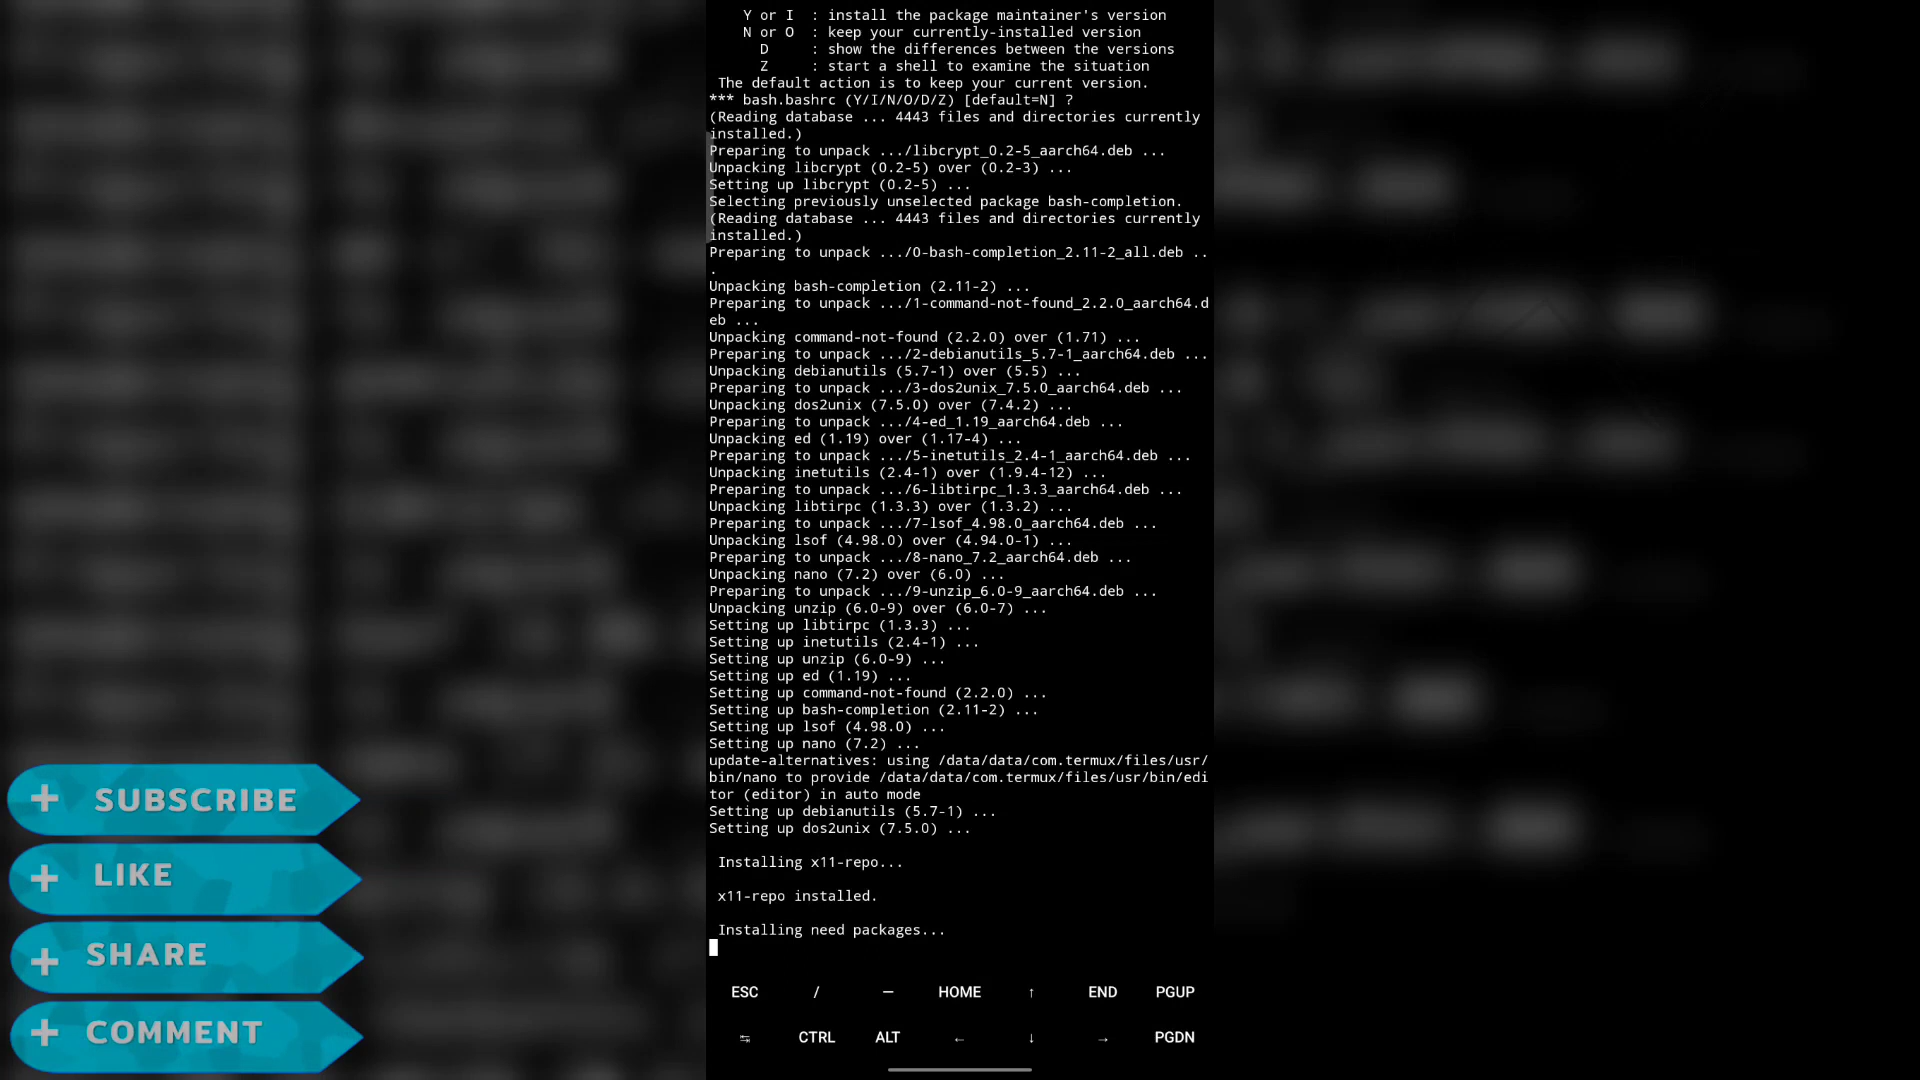 Y or I  : install the package maintainer's version
N or O  : keep your currently-installed version
D     : show the differences between the versions
Z     : start a shell to examine the situation
The default action is to keep your current version.
*** bash.bashrc (Y/I/N/O/D/Z) [default=N] ?
(Reading database ... 4443 files and directories currently
installed.)
Preparing to unpack .../libcrypt_0.2-5_aarch64.deb ...
Unpacking libcrypt (0.2-5) over (0.2-3) ...
Setting up libcrypt (0.2-5) ...
Selecting previously unselected package bash-completion.
(Reading database ... 4443 files and directories currently
installed.)
Preparing to unpack .../0-bash-completion_2.11-2_all.deb ..
.
Unpacking bash-completion (2.11-2) ...
Preparing to unpack .../1-command-not-found_2.2.0_aarch64.d
eb ...
Unpacking command-not-found (2.2.0) over (1.71) ...
Preparing to unpack .../2-debianutils_5.7-1_aarch64.deb ...
Unpacking debianutils (5.7-1) over (5.5) ...
Preparing to unpack .../3-dos2unix_7.5.0_aarch64.deb ...
Unpacking dos2unix (7.5.0) over (7.4.2) ...
Preparing to unpack .../4-ed_1.19_aarch64.deb ...
Unpacking ed (1.19) over (1.17-4) ...
Preparing to unpack .../5-inetutils_2.4-1_aarch64.deb ...
Unpacking inetutils (2.4-1) over (1.9.4-12) ...
Preparing to unpack .../6-libtirpc_1.3.3_aarch64.deb ...
Unpacking libtirpc (1.3.3) over (1.3.2) ...
Preparing to unpack .../7-lsof_4.98.0_aarch64.deb ...
Unpacking lsof (4.98.0) over (4.94.0-1) ...
Preparing to unpack .../8-nano_7.2_aarch64.deb ...
Unpacking nano (7.2) over (6.0) ...
Preparing to unpack .../9-unzip_6.0-9_aarch64.deb ...
Unpacking unzip (6.0-9) over (6.0-7) ...
Setting up libtirpc (1.3.3) ...
Setting up inetutils (2.4-1) ...
Setting up unzip (6.0-9) ...
Setting up ed (1.19) ...
Setting up command-not-found (2.2.0) ...
Setting up bash-completion (2.11-2) ...
Setting up lsof (4.98.0) ...
Setting up nano (7.2) ...
update-alternatives: using /data/data/com.termux/files/usr/
bin/nano to provide /data/data/com.termux/files/usr/bin/edi
tor (editor) in auto mode
Setting up debianutils (5.7-1) ...
Setting up dos2unix (7.5.0) ...
Installing x11-repo...
x11-repo installed.
Installing need packages...
ESC / — HOME ↑ END PGUP
↹ CTRL ALT ← ↓ → PGDN
+ SUBSCRIBE
+ LIKE
+ SHARE
+ COMMENT